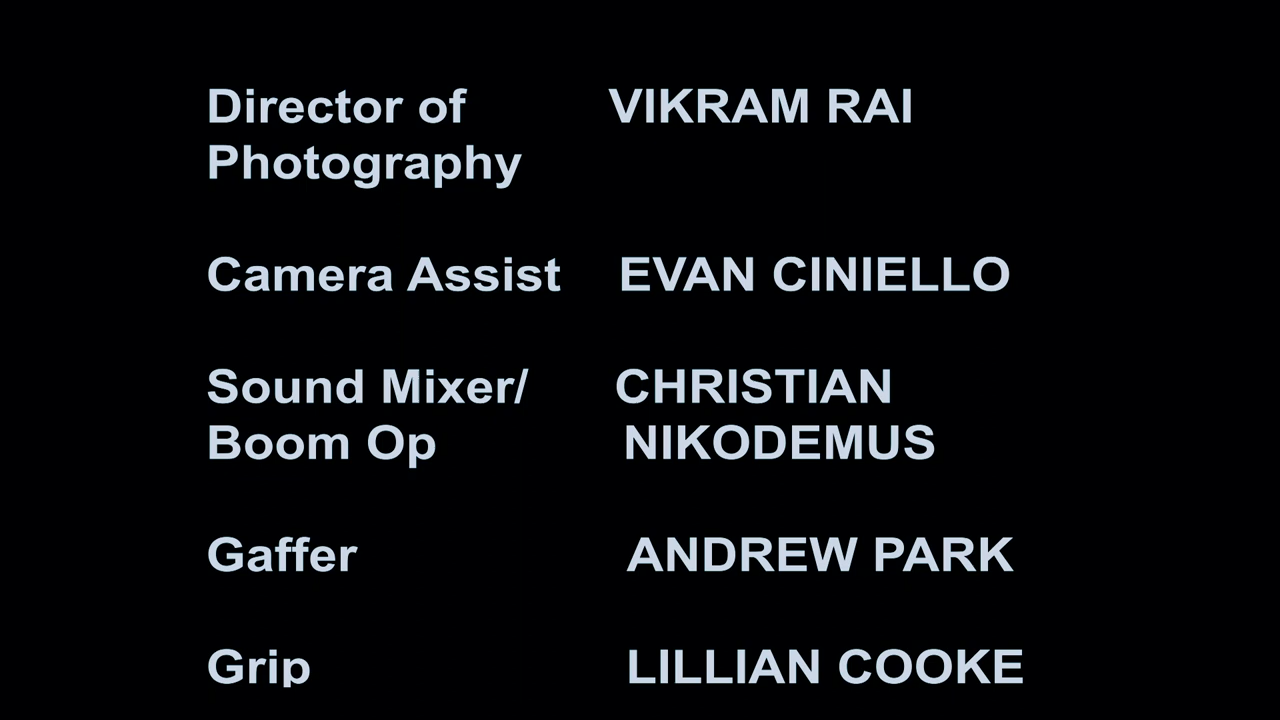 Director of VIKRAM RAI
Photography
Camera Assist EVAN CINIELLO
Sound Mixer/ CHRISTIAN
Boom Op NIKODEMUS
Gaffer ANDREW PARK
Grip LILLIAN COOKE